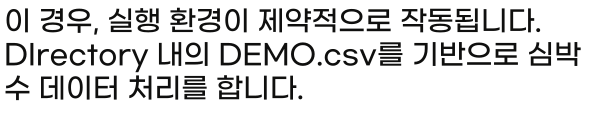 이 경우, 실행 환경이 제약적으로 작동됩니다.
DIrectory 내의 DEMO.csv를 기반으로 심박
수 데이터 처리를 합니다.